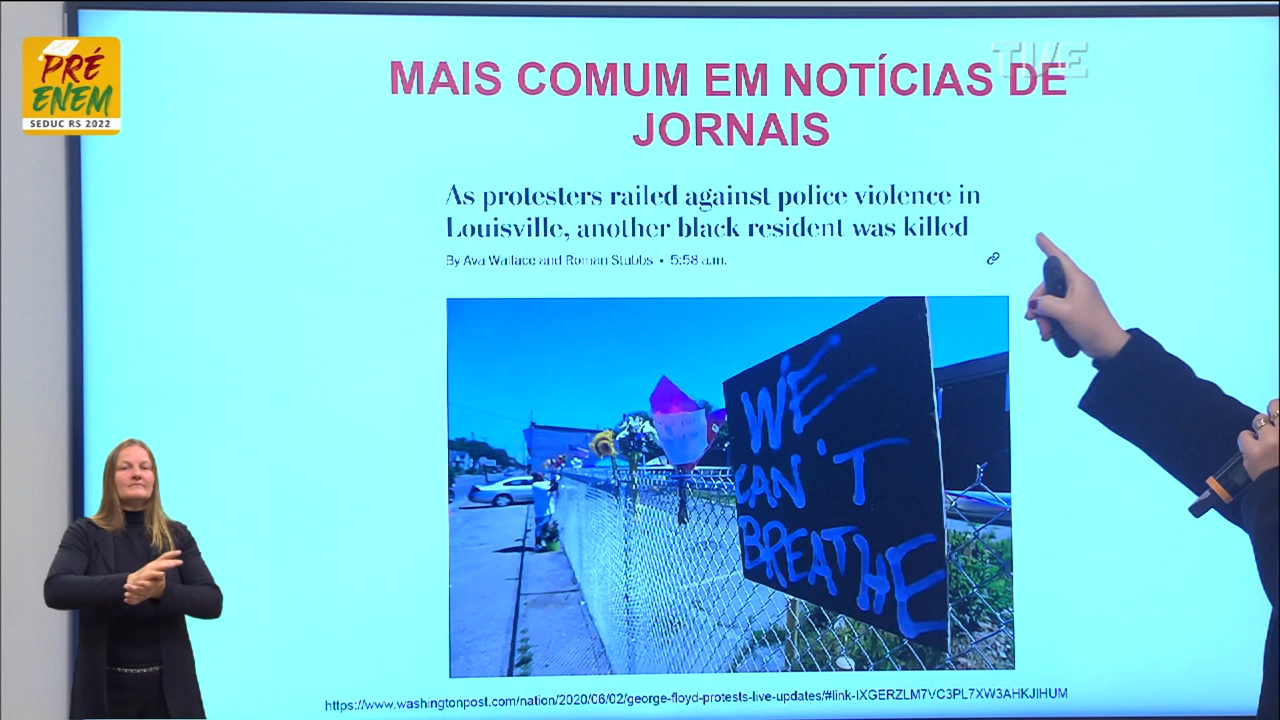 PRÉ
ENEM
SEDUC RS 2022
TVE
MAIS COMUM EM NOTÍCIAS DE
JORNAIS
As protesters railed against police violence in
Louisville, another black resident was killed
By Ava Wallace and Roman Stubbs • 5:58 a.m.
WE
CAN'T
BREATHE
https://www.washingtonpost.com/nation/2020/06/02/george-floyd-protests-live-updates/#link-IXGERZLM7VC3PL7XW3AHKJIHUM